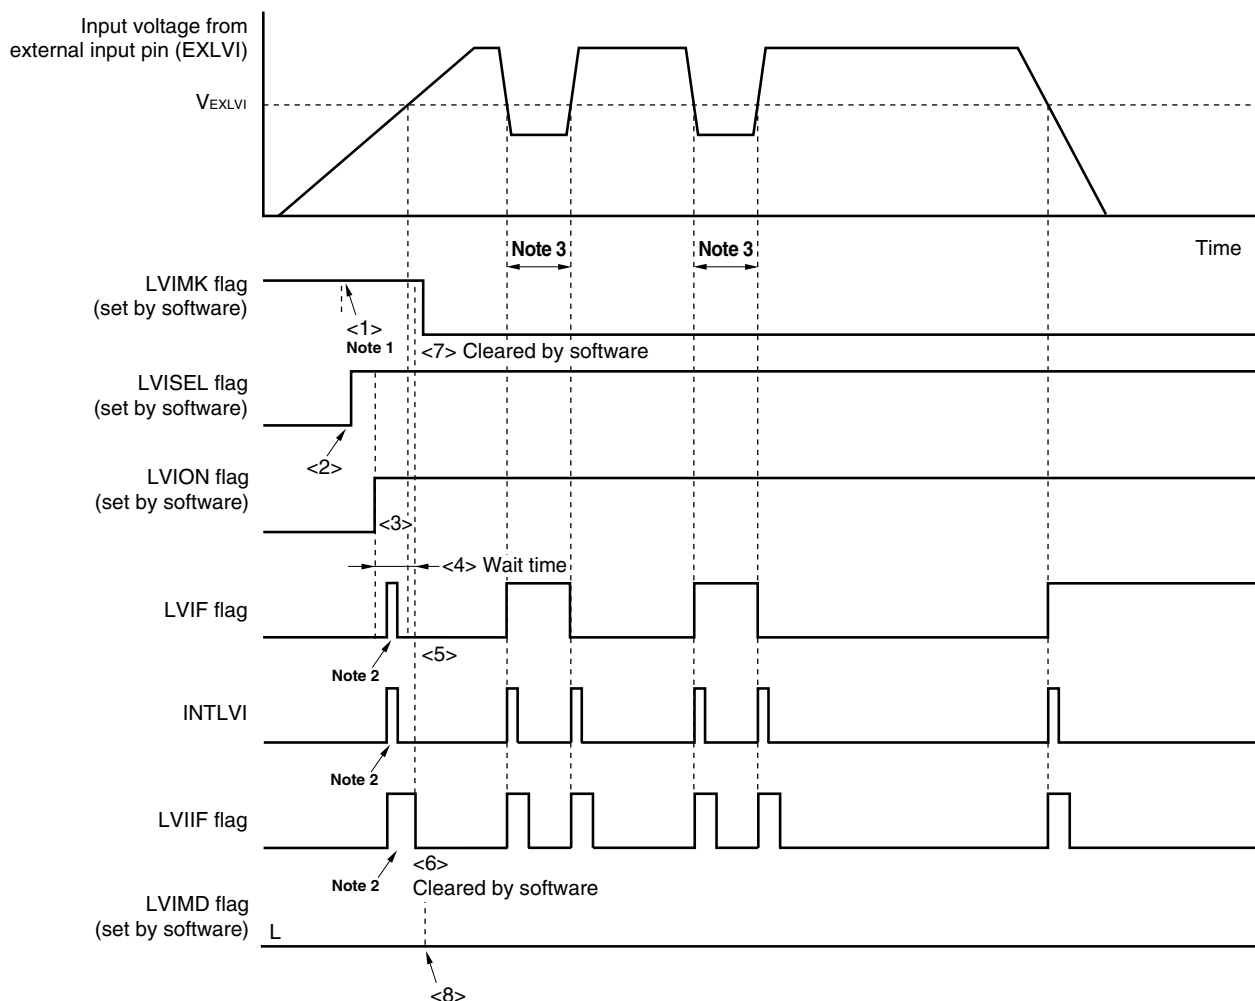 Input voltage from
external input pin (EXLVI)
VEXLVI
Time
Note 3
Note 3
LVIMK flag
(set by software)
<1>
Note 1
<7> Cleared by software
LVISEL flag
(set by software)
<2>
LVION flag
(set by software)
<3>
<4> Wait time
LVIF flag
Note 2
<5>
INTLVI
Note 2
LVIIF flag
Note 2
<6>
Cleared by software
LVIMD flag
(set by software)
L
<8>